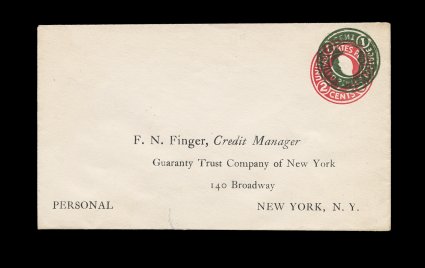 F. N. Finger, Credit Manager
Guaranty Trust Company of New York
140 Broadway
PERSONAL NEW YORK, N. Y.